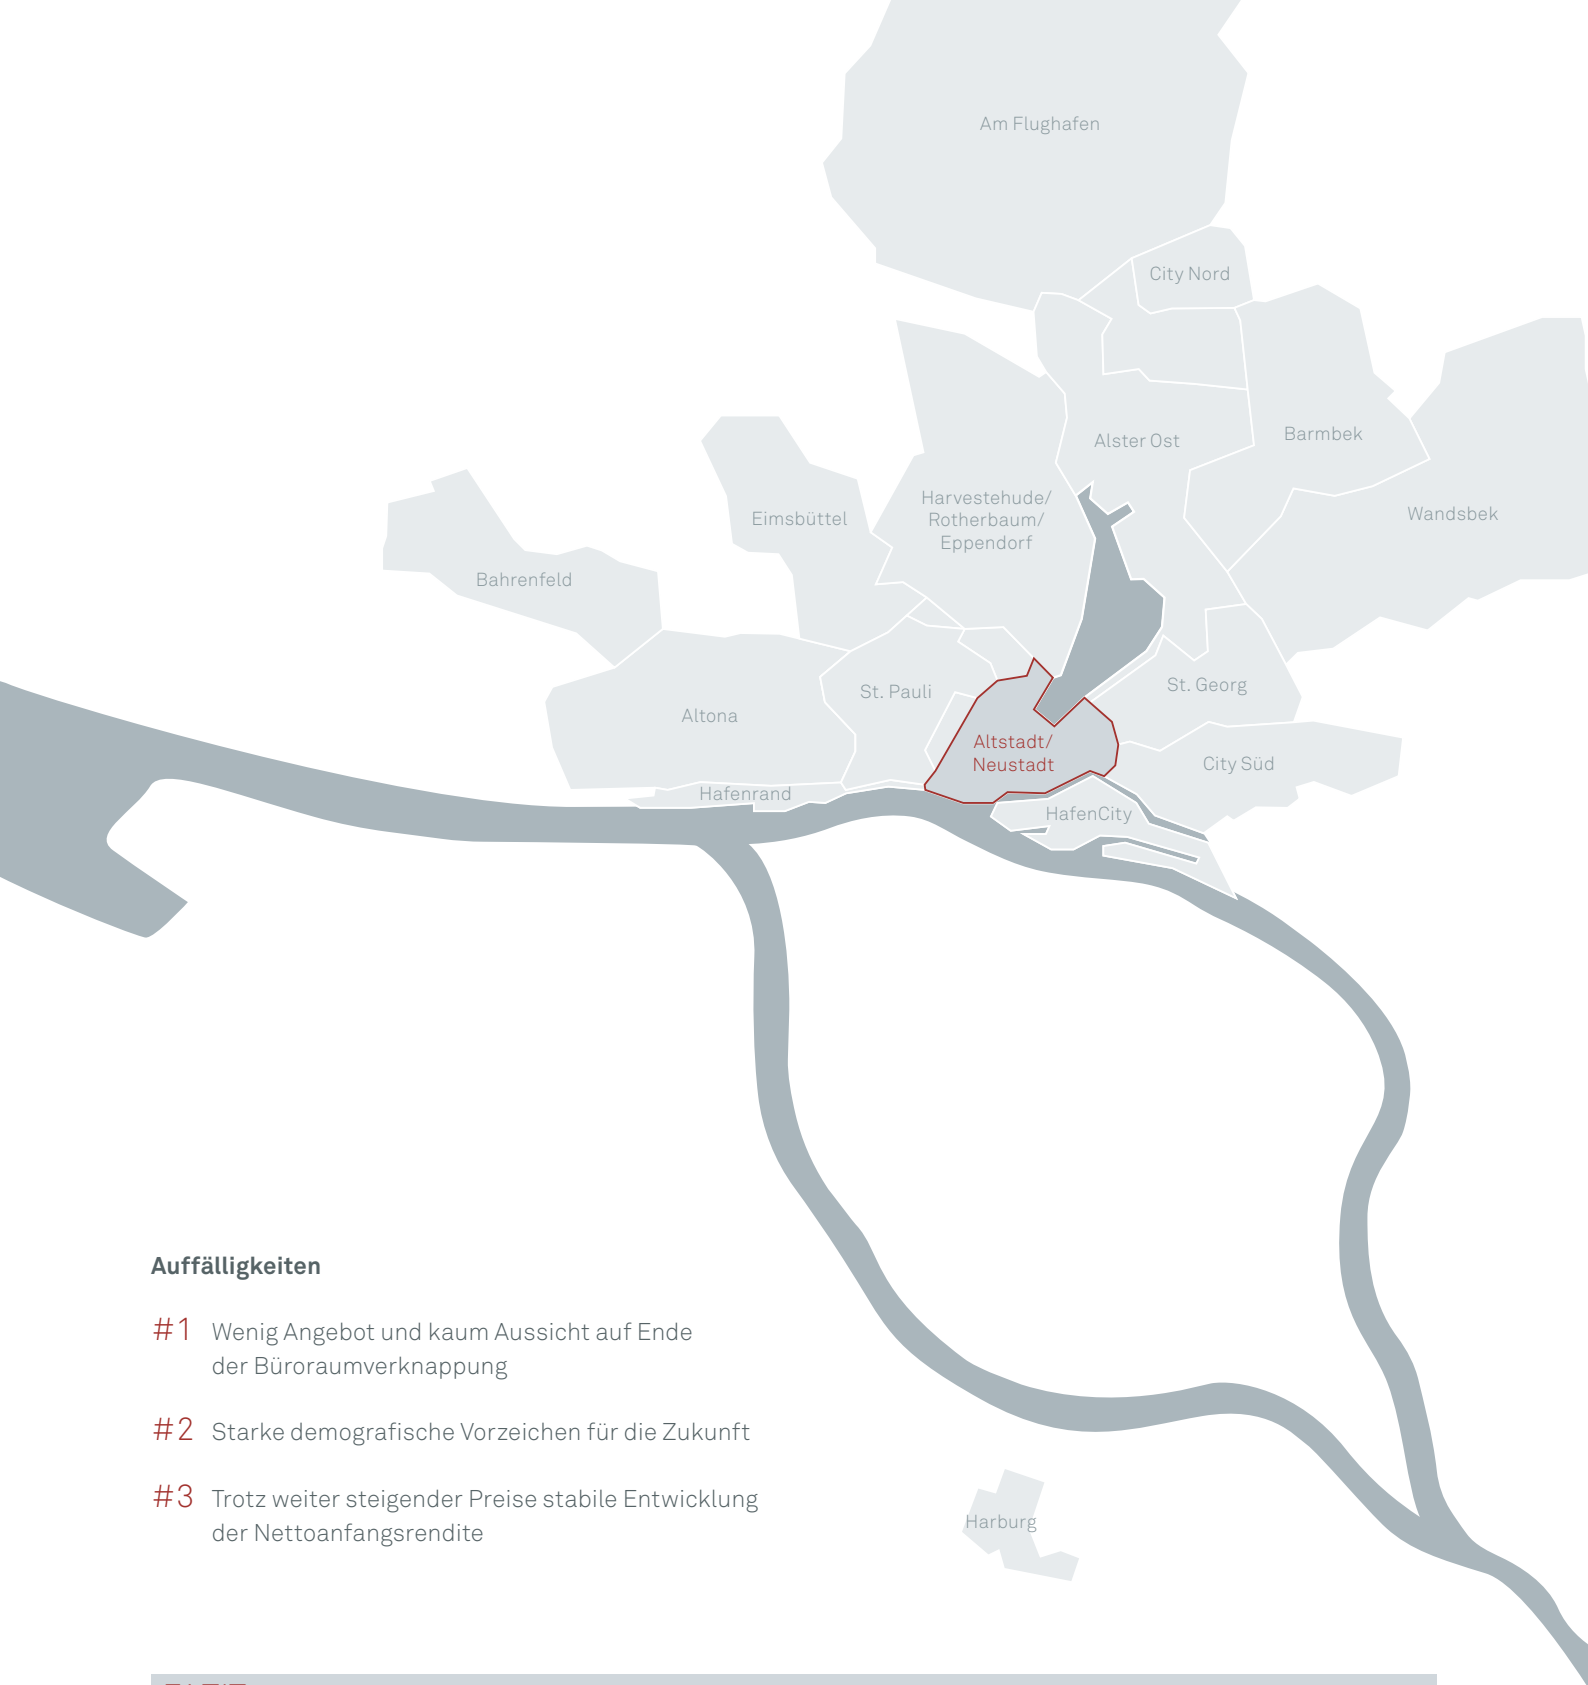 Am Flughafen
City Nord
Alster Ost
Barmbek
Harvestehude/
Rotherbaum/
Eppendorf
Wandsbek
Eimsbüttel
Bahrenfeld
St. Georg
St. Pauli
Altona
Altstadt/
Neustadt
City Süd
Hafenrand
HafenCity
Auffälligkeiten
#1 Wenig Angebot und kaum Aussicht auf Ende
der Büroraumverknappung
#2 Starke demografische Vorzeichen für die Zukunft
#3 Trotz weiter steigender Preise stabile Entwicklung
der Nettoanfangsrendite
Harburg